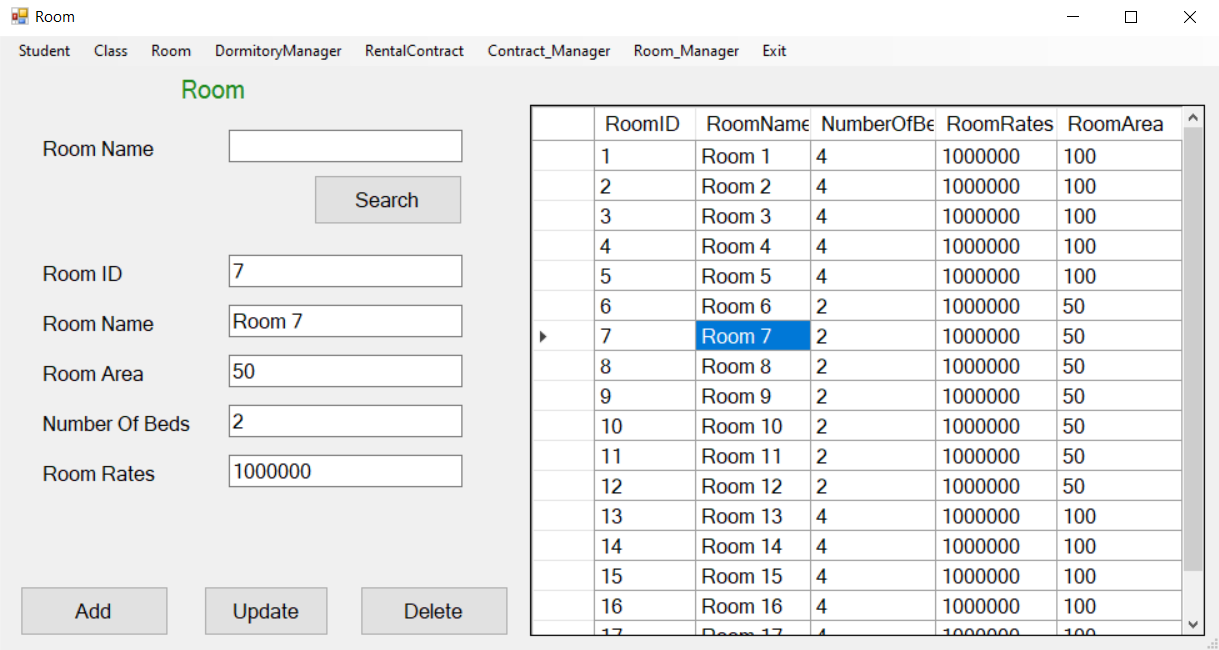 Room
Student Class Room DormitoryManager RentalContract Contract_Manager Room_Manager Exit
Room
Room Name
Search
Room ID 7
Room Name Room 7
Room Area 50
Number Of Beds 2
Room Rates 1000000
Add Update Delete
RoomID RoomName NumberOfBe RoomRates RoomArea
1 Room 1 4 1000000 100
2 Room 2 4 1000000 100
3 Room 3 4 1000000 100
4 Room 4 4 1000000 100
5 Room 5 4 1000000 100
6 Room 6 2 1000000 50
7 Room 7 2 1000000 50
8 Room 8 2 1000000 50
9 Room 9 2 1000000 50
10 Room 10 2 1000000 50
11 Room 11 2 1000000 50
12 Room 12 2 1000000 50
13 Room 13 4 1000000 100
14 Room 14 4 1000000 100
15 Room 15 4 1000000 100
16 Room 16 4 1000000 100
17 Room 17 4 1000000 100